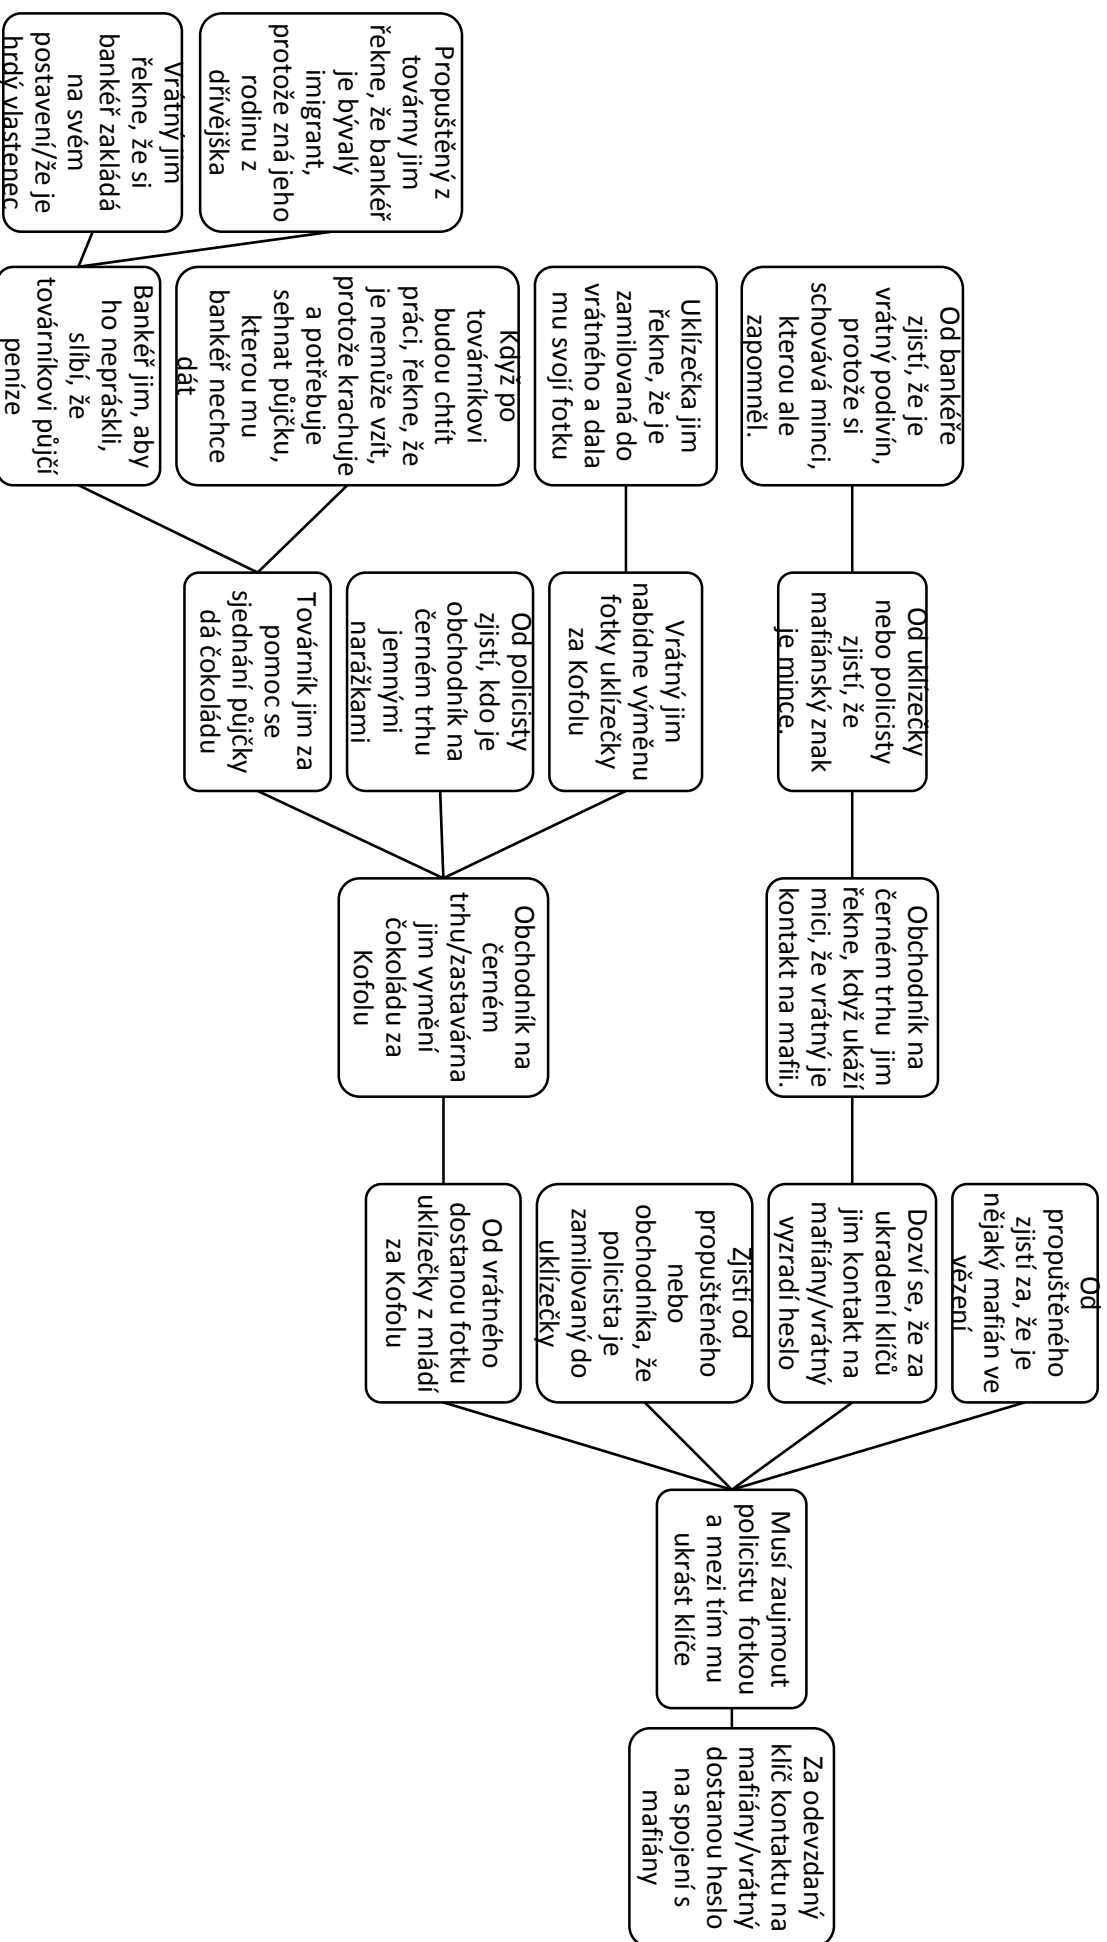 Propuštěný z
továrny jim
řekne, že bankéř
je bývalý
imigrant,
protože zná jeho
rodinu z
dřívějška
Vrátný jim
řekne, že si
bankéř zakládá
na svém
postavení/že je
hrdý vlastenec
Od bankéře
zjistí, že je
vrátný podivín,
protože si
schovává minci,
kterou ale
zapomněl.
Uklízečka jim
řekne, že je
zamilovaná do
vrátného a dala
mu svojí fotku
Když po
továrníkovi
budou chtít
práci, řekne, že
je nemůže vzít,
protože krachuje
a potřebuje
sehnat půjčku,
kterou mu
bankéř nechce
dát
Bankéř jim, aby
ho nepráskli,
slíbí, že
továrníkovi půjčí
peníze
Od uklízečky
nebo policisty
zjistí, že
mafiánský znak
je mince.
Vrátný jim
nabídne výměnu
fotky uklízečky
za Kofolu
Od policisty
zjistí, kdo je
obchodník na
černém trhu
jemnými
narážkami
Továrník jim za
pomoc se
sjednání půjčky
dá čokoládu
Obchodník na
černém trhu jim
řekne, když ukáží
mici, že vrátný je
kontakt na mafii.
Obchodník na
černém
trhu/zastavárna
jim vymění
čokoládu za
Kofolu
Od
propuštěného
zjistí za, že je
nějaký mafián ve
vězení
Dozví se, že za
ukradení klíčů
jim kontakt na
mafiány/vrátný
vyzradí heslo
Zjistí od
propuštěného
nebo
obchodníka, že
policista je
zamilovaný do
uklízečky
Od vrátného
dostanou fotku
uklízečky z mládí
za Kofolu
Musí zaujmout
policistu fotkou
a mezi tím mu
ukrást klíče
Za odevzdaný
klíč kontaktu na
mafiány/vrátný
dostanou heslo
na spojení s
mafiány